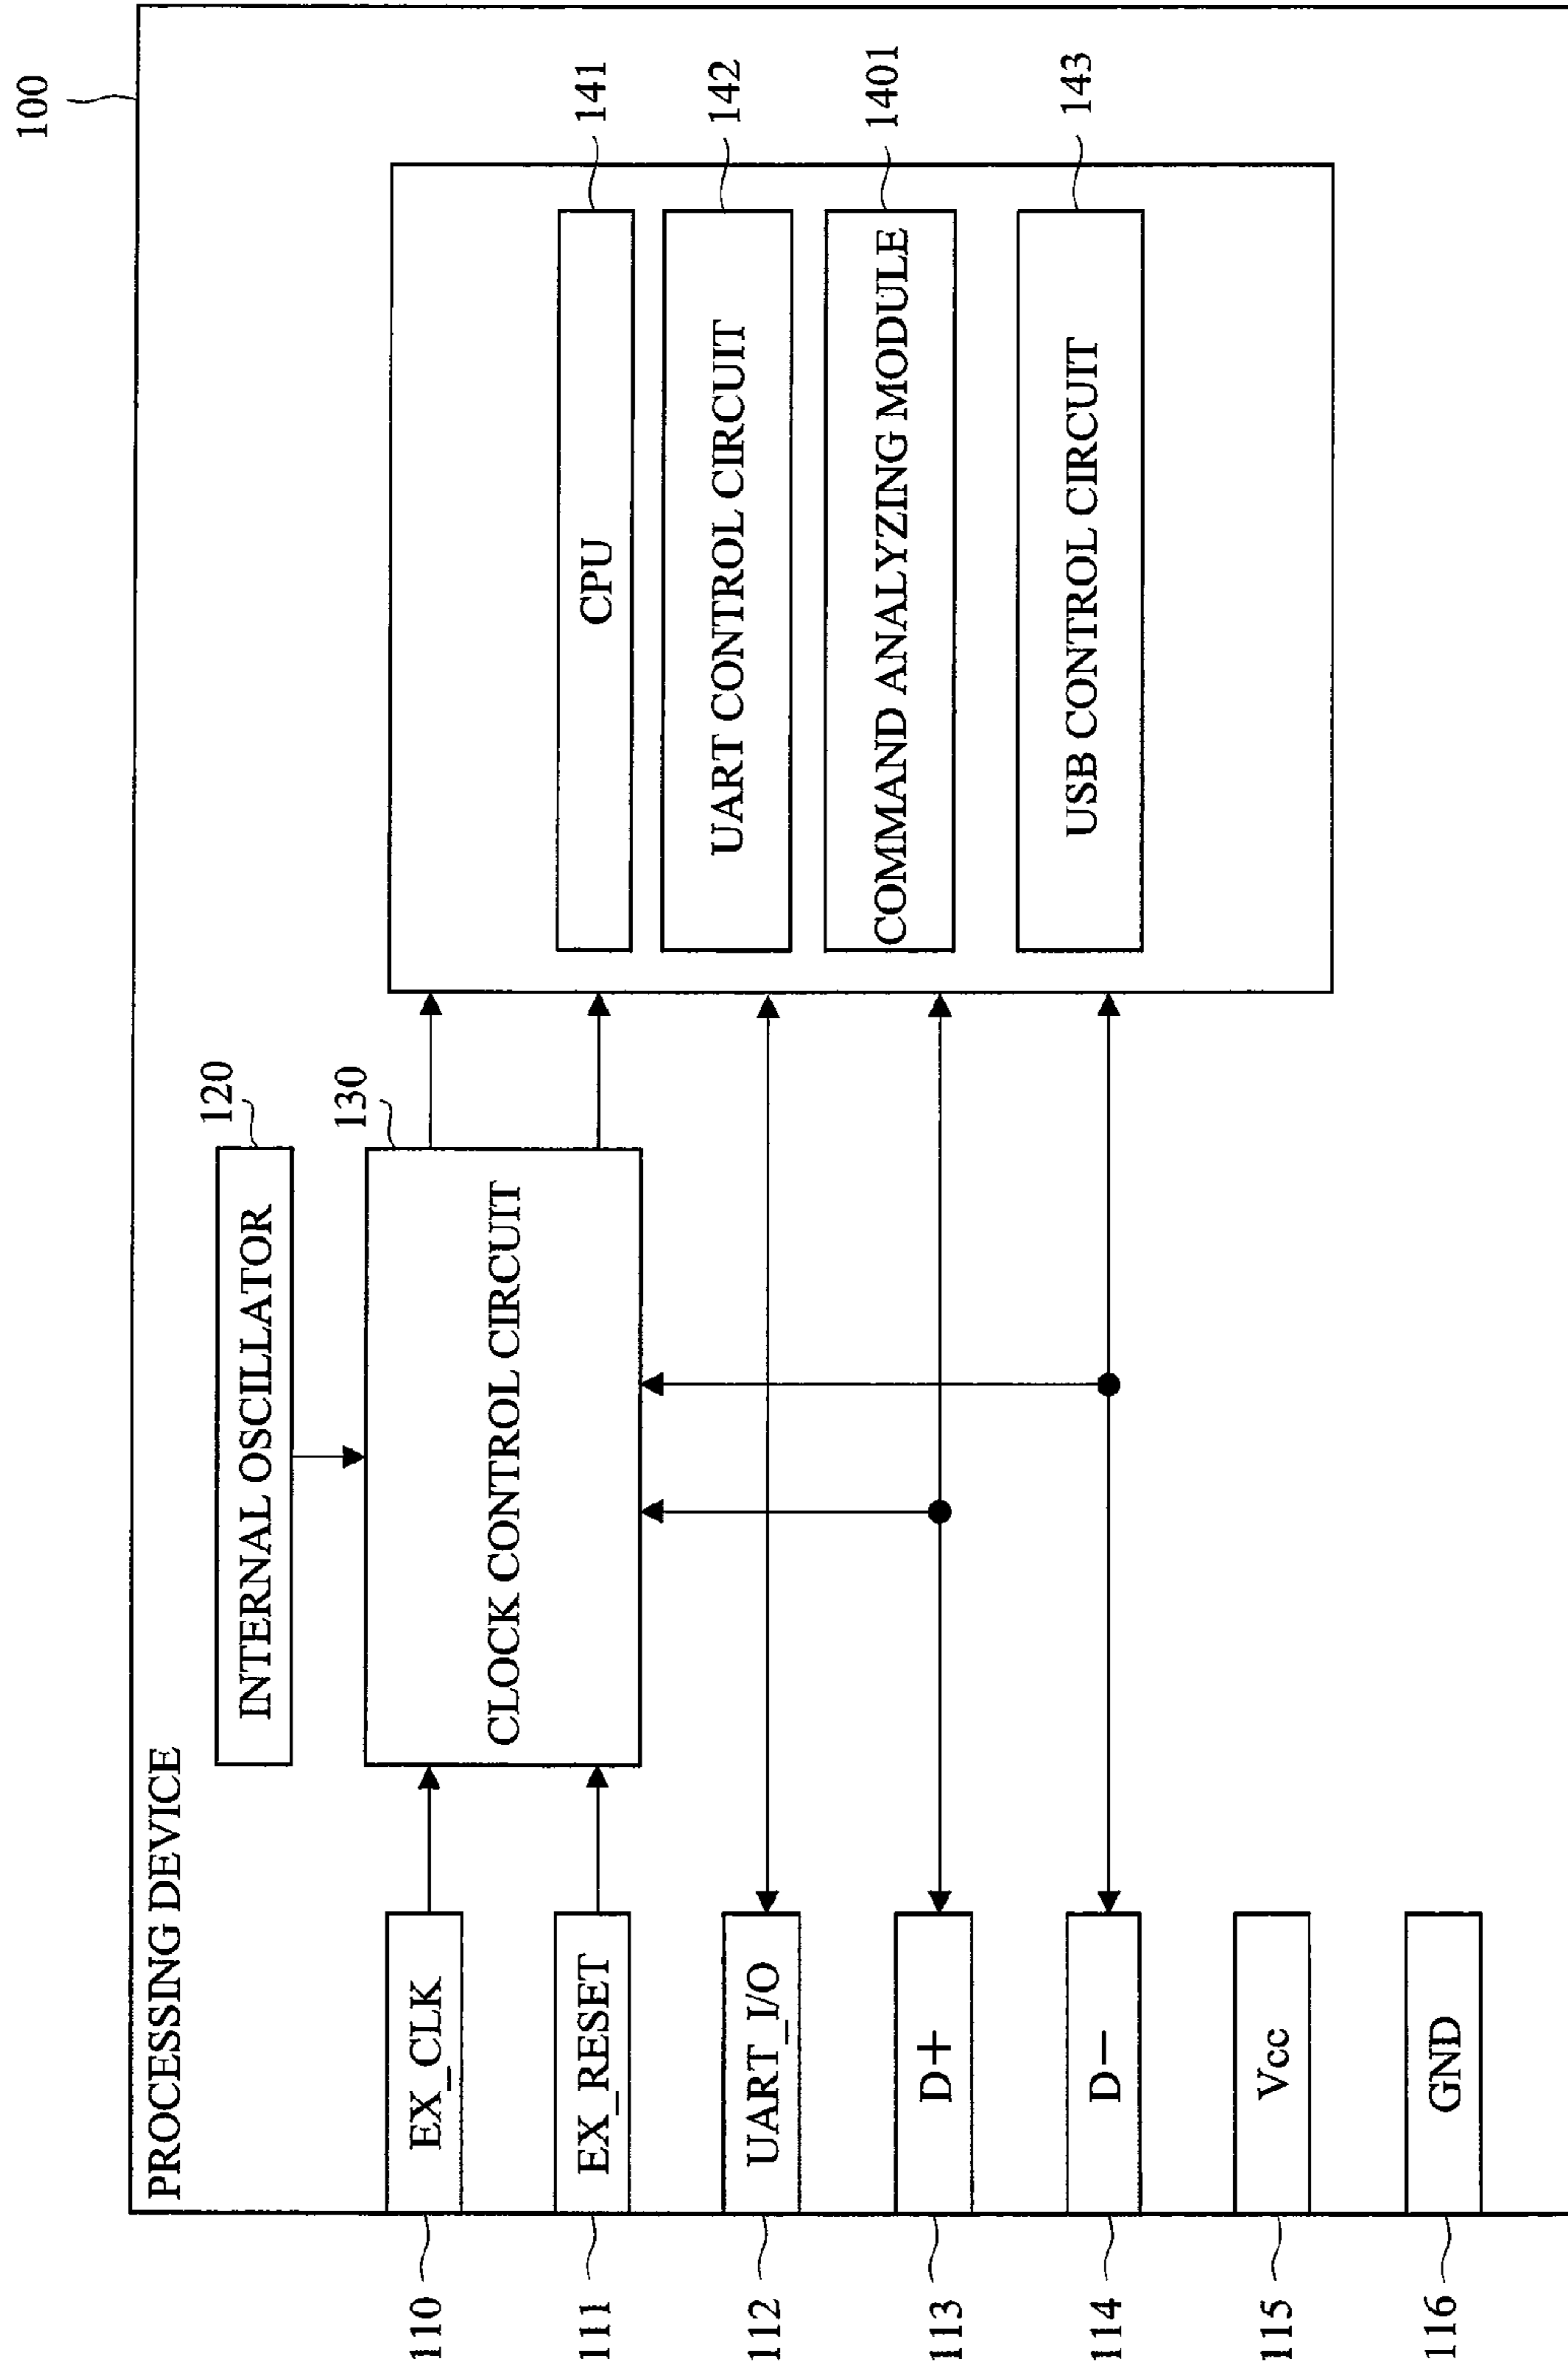 100
PROCESSING DEVICE
120
INTERNAL OSCILLATOR
130
CLOCK CONTROL CIRCUIT
110
EX_CLK
111
EX_RESET
112
UART_I/O
113
D+
114
D−
115
Vcc
116
GND
CPU
141
UART CONTROL CIRCUIT
142
COMMAND ANALYZING MODULE
1401
USB CONTROL CIRCUIT
143